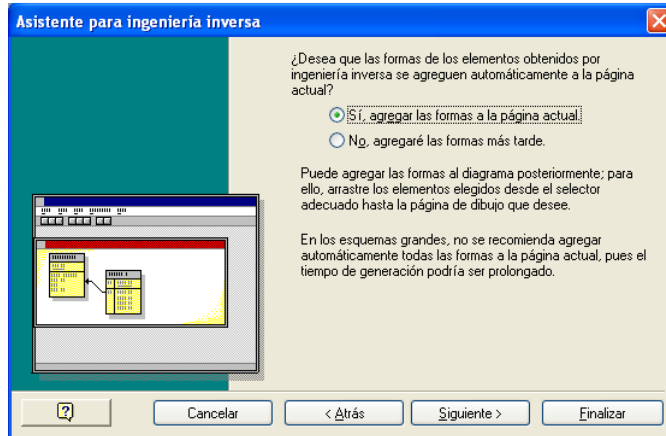 Asistente para ingeniería inversa
¿Desea que las formas de los elementos obtenidos por
ingeniería inversa se agreguen automáticamente a la página
actual?
Sí, agregar las formas a la página actual.
No, agregaré las formas más tarde.
Puede agregar las formas al diagrama posteriormente; para
ello, arrastre los elementos elegidos desde el selector
adecuado hasta la página de dibujo que desee.
En los esquemas grandes, no se recomienda agregar
automáticamente todas las formas a la página actual, pues el
tiempo de generación podría ser prolongado.
Cancelar
< Atrás
Siguiente >
Finalizar